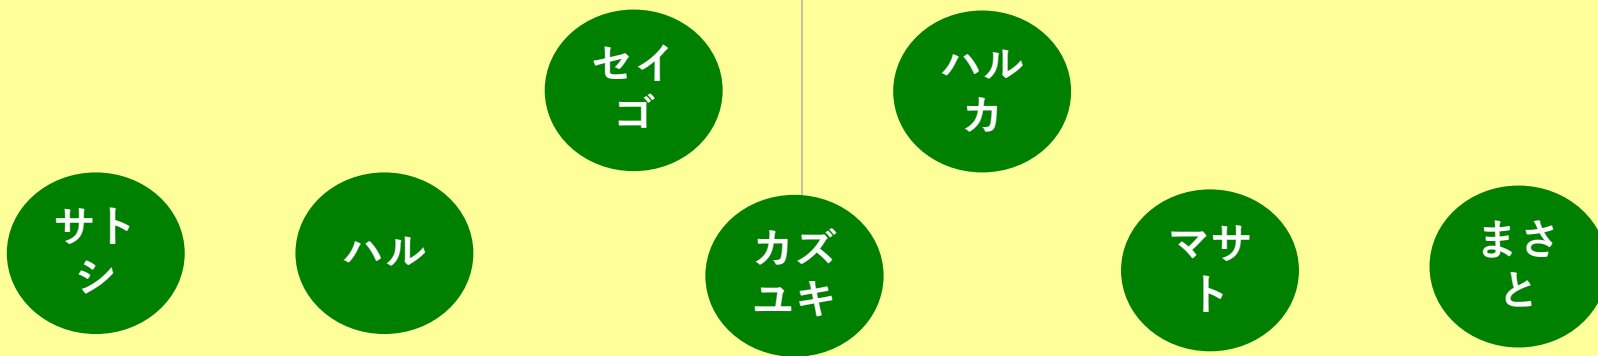 セイ
ゴ
ハル
カ
サト
シ
ハル
カズ
ユキ
マサ
ト
まさ
と